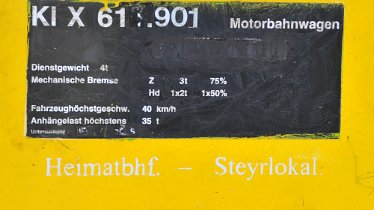 Kl X 611.901 Motorbahnwagen
Dienstgewicht 4t
Mechanische Bremse Z 3t 75%
Hd 1x2t 1x50%
Fahrzeughöchstgeschw. 40 km/h
Anhängelast höchstens 35 t
Untersuchung
Heimatbhf. – Steyrlokal